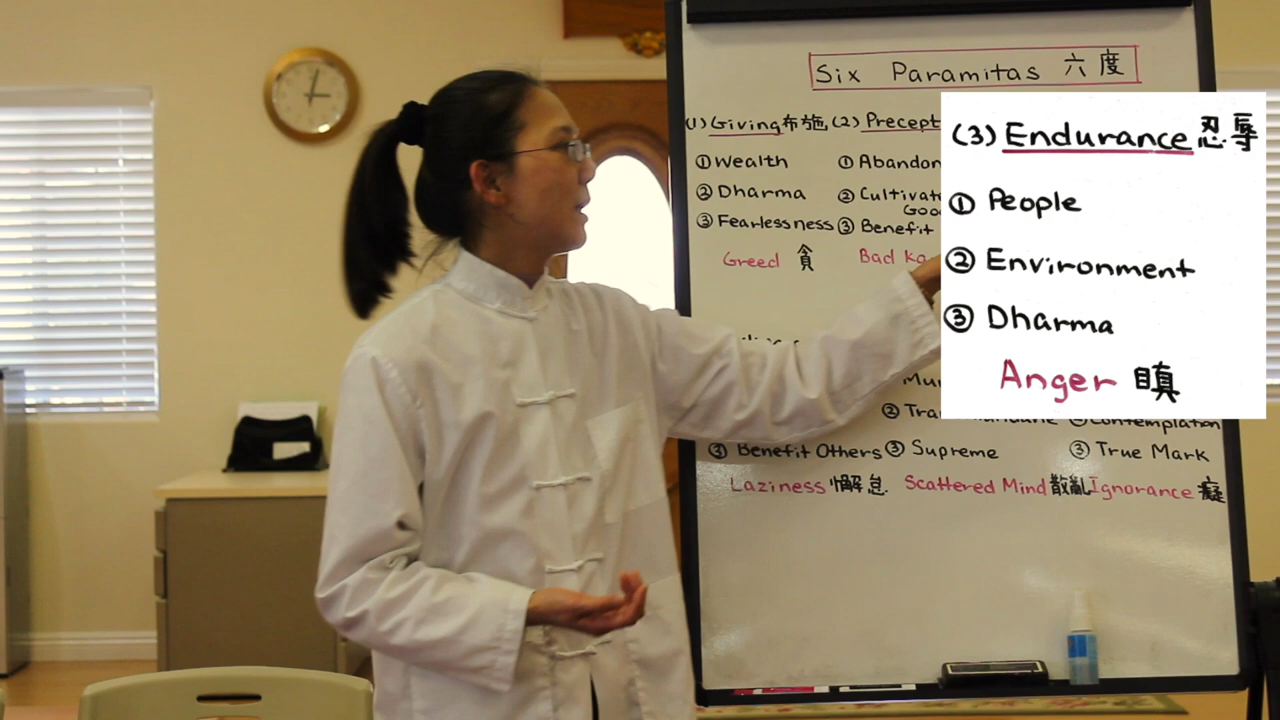 Six Paramitas 六度
(1) Giving 布施
① Wealth
② Dharma
③ Fearlessness
Greed 貪
(2) Precept
① Abandon
② Cultivate
Good
③ Benefit
Bad Ka
(3) Endurance 忍辱
① People
② Environment
③ Dharma
Anger 瞋
③ Benefit Others
Laziness 懈怠
② Tra
③ Supreme
Scattered Mind 散亂
② Contemplation
③ True Mark
Ignorance 癡